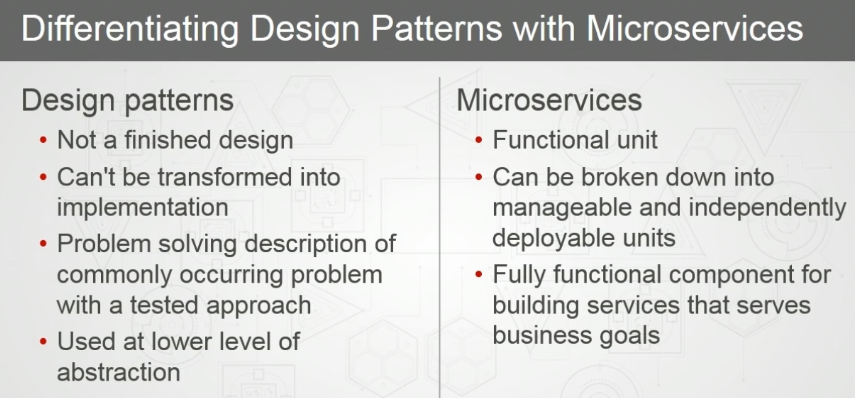 Differentiating Design Patterns with Microservices
Design patterns
• Not a finished design
• Can't be transformed into
implementation
• Problem solving description of
commonly occurring problem
with a tested approach
• Used at lower level of
abstraction
Microservices
• Functional unit
• Can be broken down into
manageable and independently
deployable units
• Fully functional component for
building services that serves
business goals